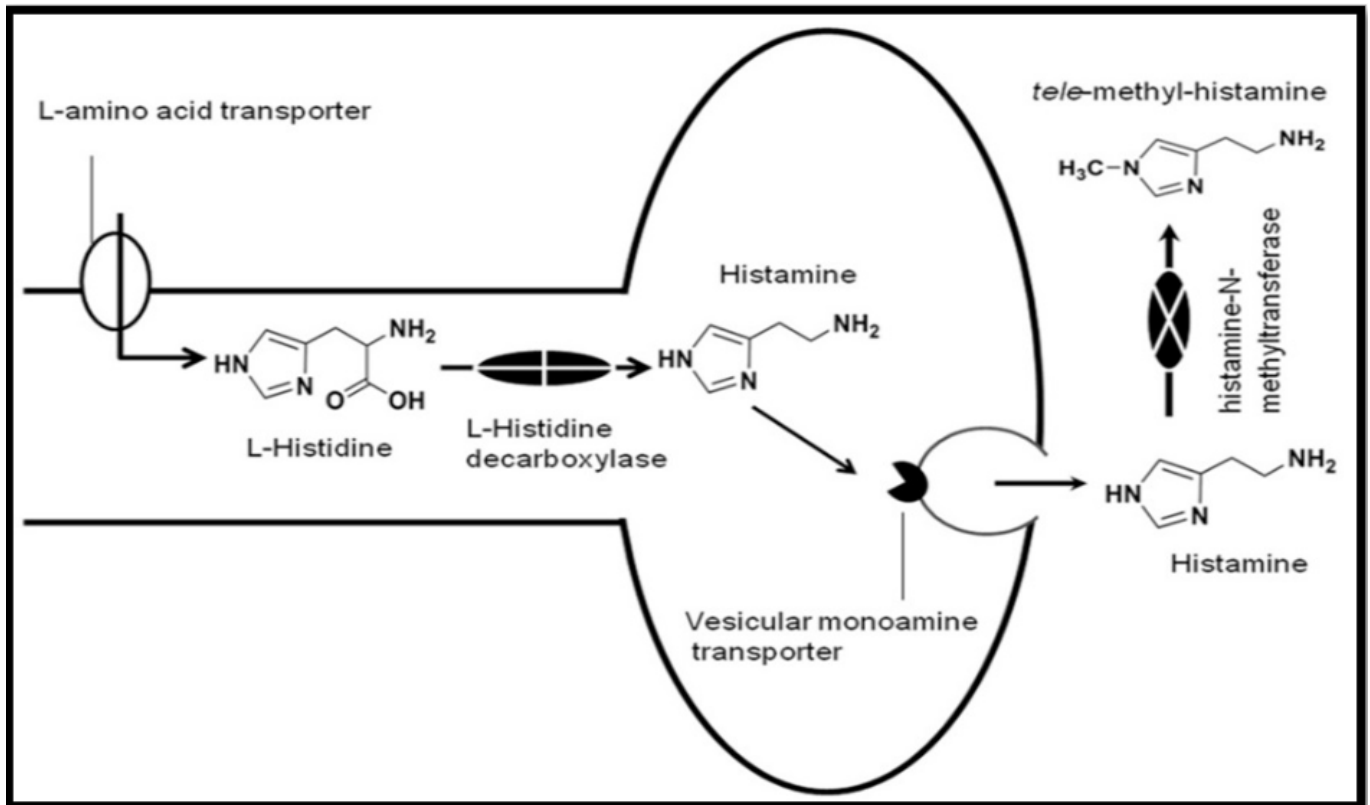 L-amino acid transporter
HN
N
NH2
O
OH
L-Histidine
L-Histidine
decarboxylase
Histamine
HN
N
NH2
Vesicular monoamine
transporter
tele-methyl-histamine
H3C-N
N
NH2
histamine-N-
methyltransferase
HN
N
NH2
Histamine